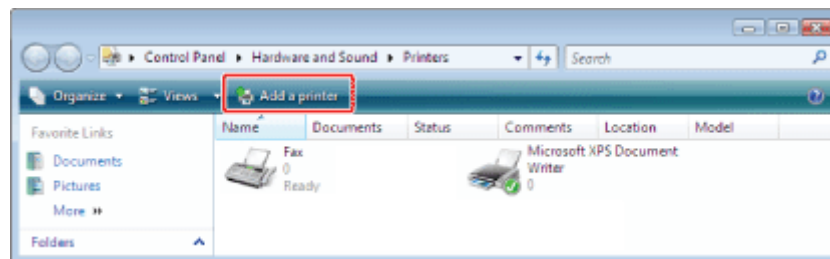 Control Panel Hardware and Sound Printers Search
Organize Views Add a printer
Favorite Links
Documents
Pictures
More »
Folders
Name Documents Status Comments Location Model
Fax
0
Ready
Microsoft XPS Document
Writer
0